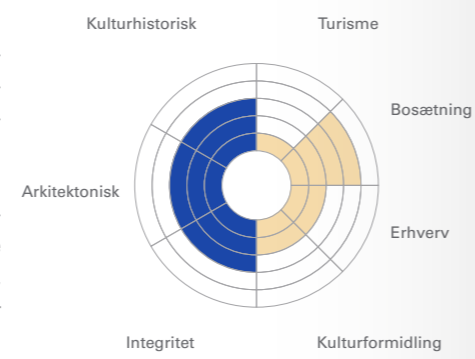 Kulturhistorisk
Turisme
Bosætning
Arkitektonisk
Erhverv
Integritet
Kulturformidling